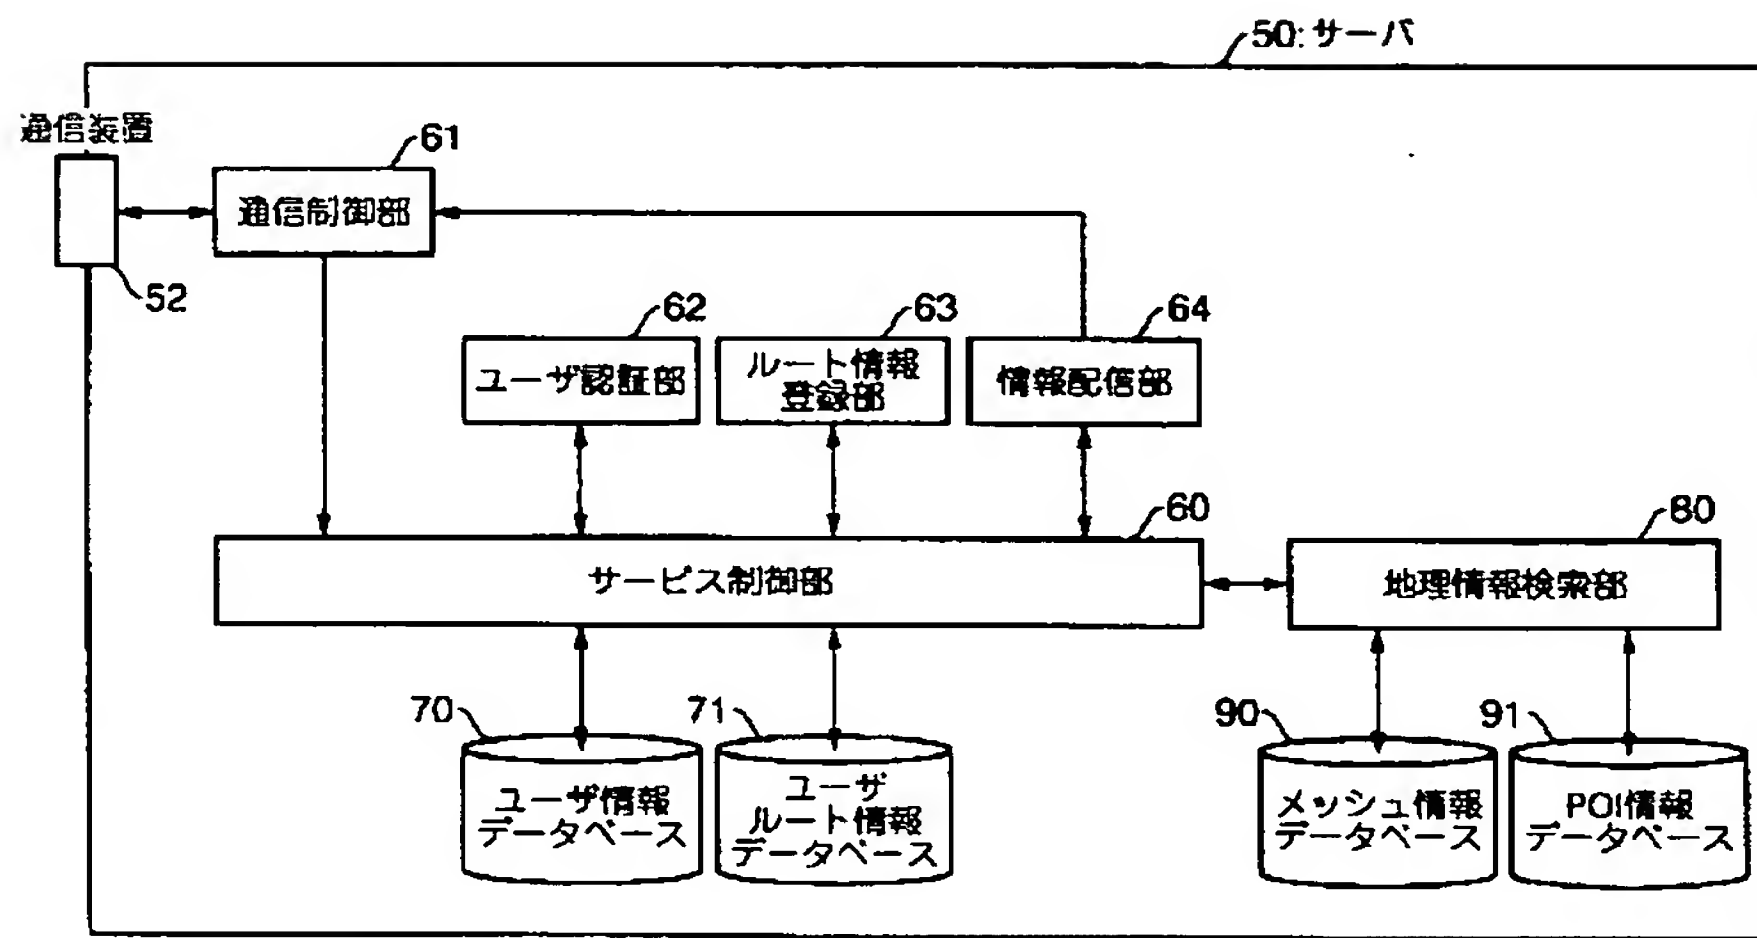 50:サーバ
通信装置
61
通信制御部
52
62
63
64
ユーザ認証部
ルート情報
登録部
情報配信部
60
80
サービス制御部
地理情報検索部
70
71
90
91
ユーザ情報
データベース
ユーザ
ルート情報
データベース
メッシュ情報
データベース
POI情報
データベース